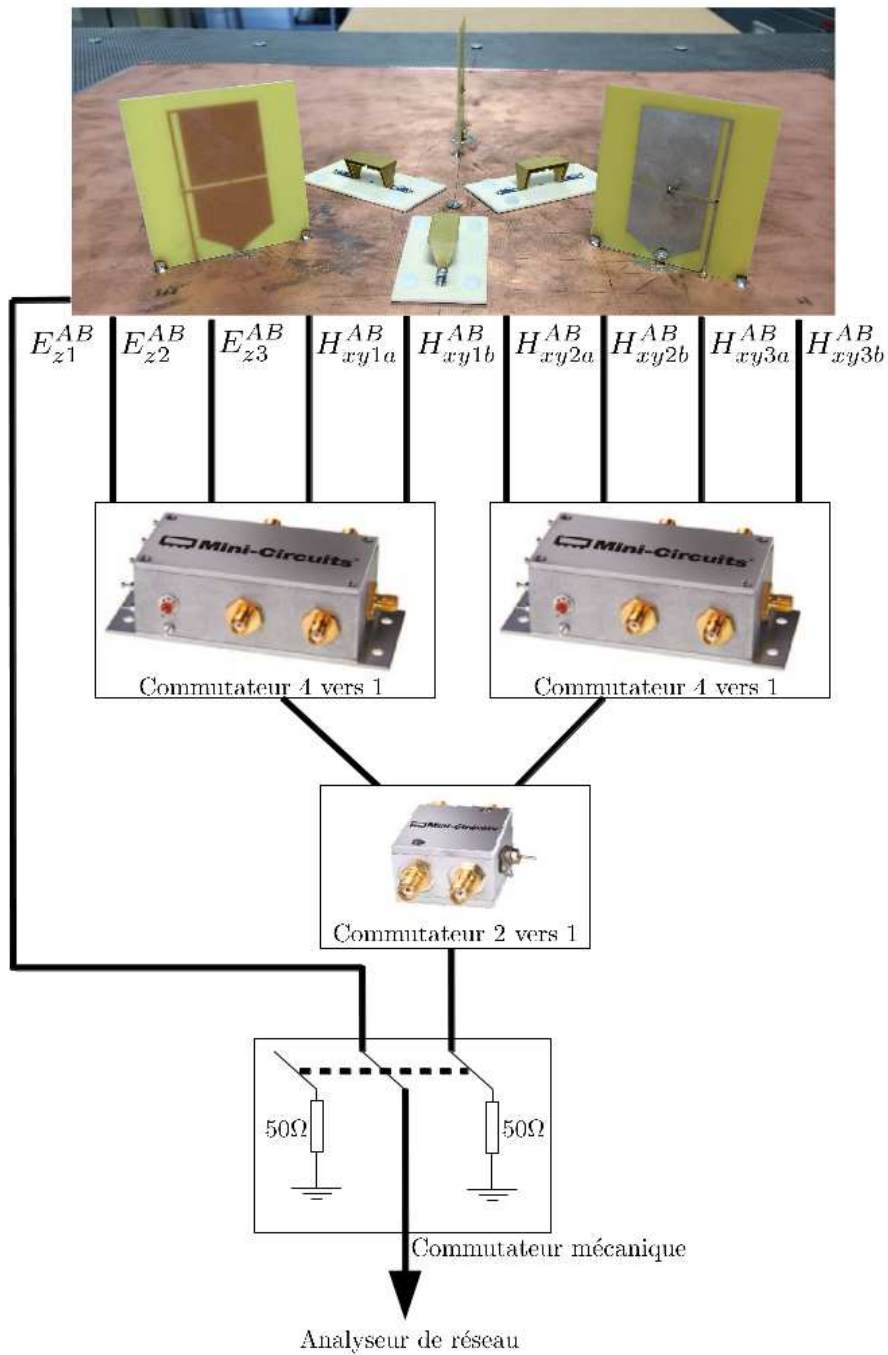 E_{z1}^{AB} E_{z2}^{AB} E_{z3}^{AB} H_{xy1a}^{AB} H_{xy1b}^{AB} H_{xy2a}^{AB} H_{xy2b}^{AB} H_{xy3a}^{AB} H_{xy3b}^{AB}
Mini-Circuits
Commutateur 4 vers 1
Mini-Circuits
Commutateur 4 vers 1
Mini-Circuits
Commutateur 2 vers 1
50Ω
50Ω
Commutateur mécanique
Analyseur de réseau